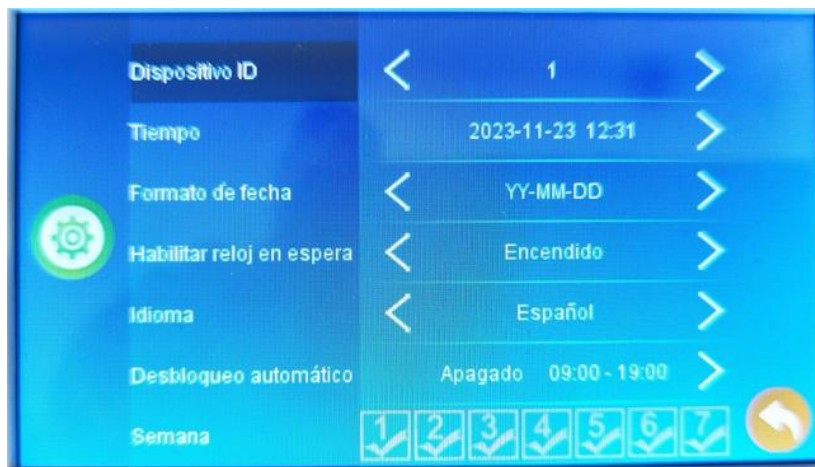 Dispositivo ID 1
Tiempo 2023-11-23 12:31
Formato de fecha YY-MM-DD
Habilitar reloj en espera Encendido
Idioma Español
Desbloqueo automático Apagado 09:00 - 19:00
Semana 1 2 3 4 5 6 7